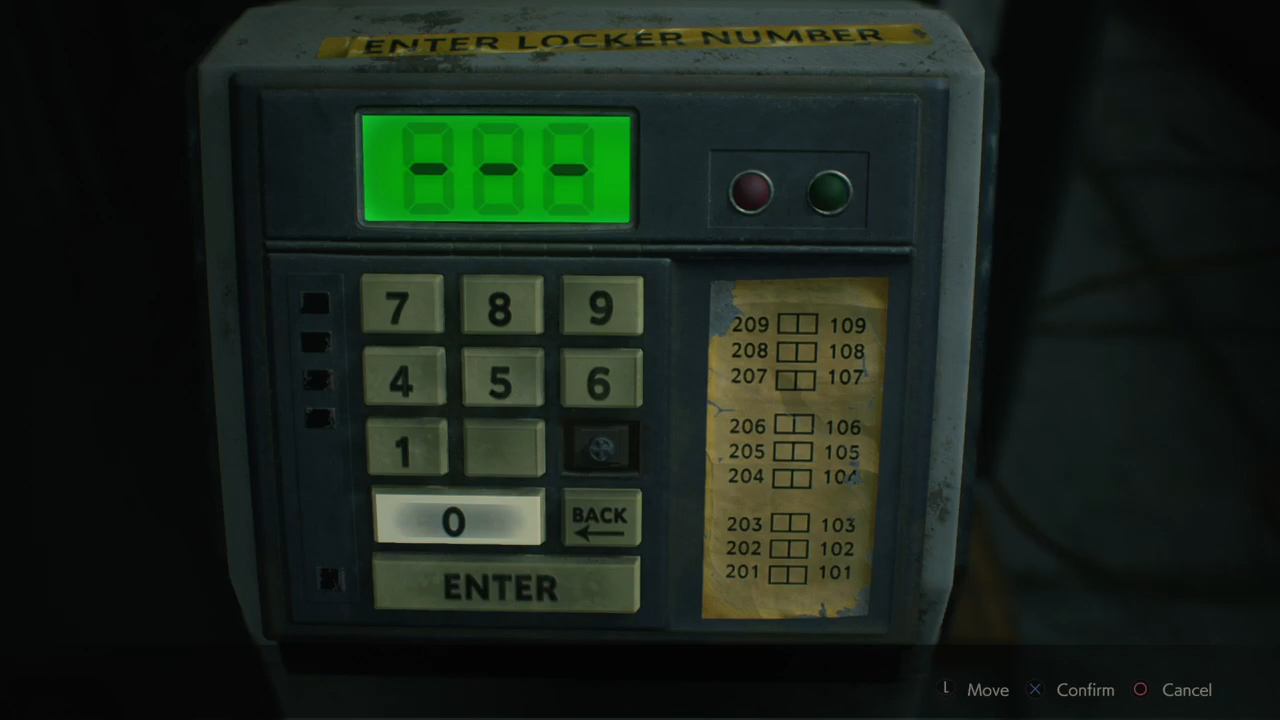 ENTER LOCKER NUMBER
- - -
7 8 9
4 5 6
1
0 BACK
ENTER
209 109
208 108
207 107
206 106
205 105
204 104
203 103
202 102
201 101
L Move Confirm Cancel